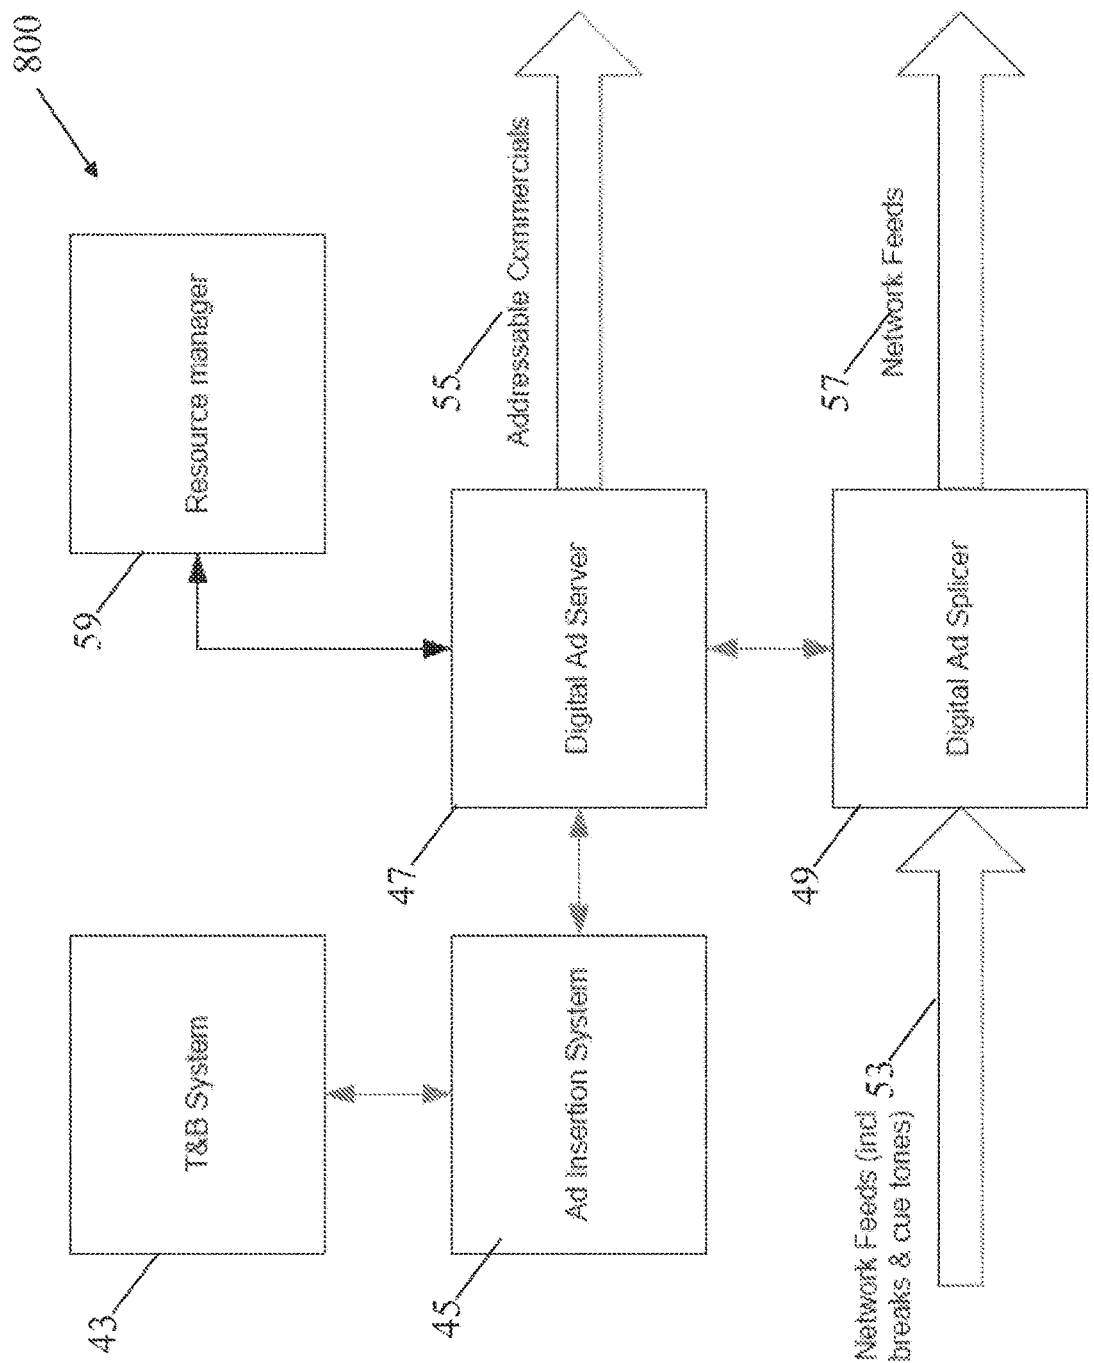 800
T&B System
43
Resource manager
59
Ad Insertion System
45
Digital Ad Server
47
55
Addressable Commercials
Network Feeds (incl
breaks & cue tones)
53
Digital Ad Splicer
49
57
Network Feeds